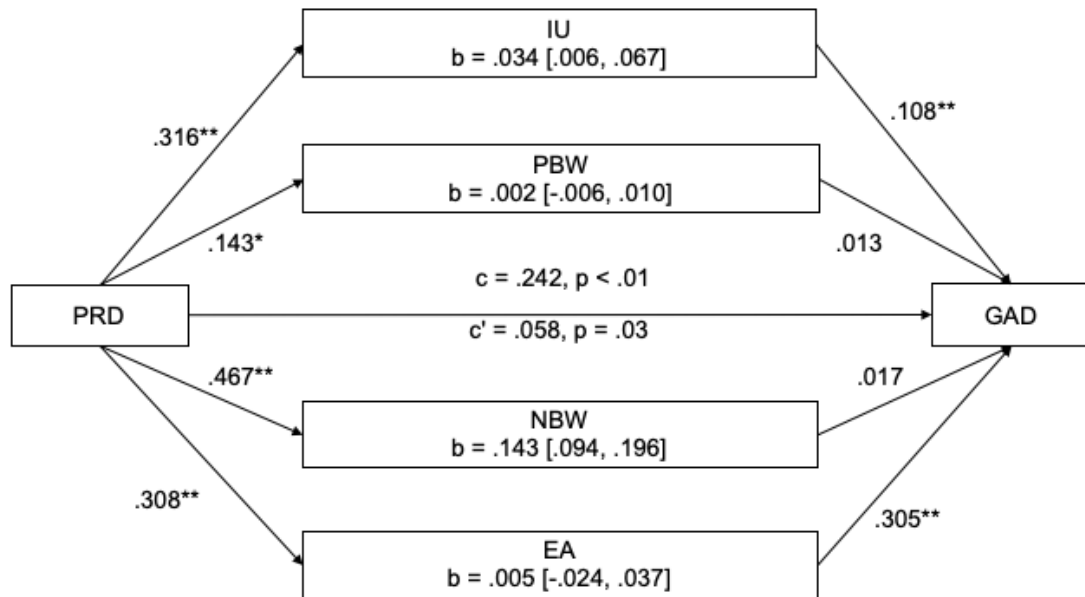 IU
b = .034 [.006, .067]
.316**
.108**
PBW
b = .002 [-.006, .010]
.143*
.013
c = .242, p < .01
PRD
GAD
c' = .058, p = .03
.467**
.017
NBW
b = .143 [.094, .196]
.308**
.305**
EA
b = .005 [-.024, .037]